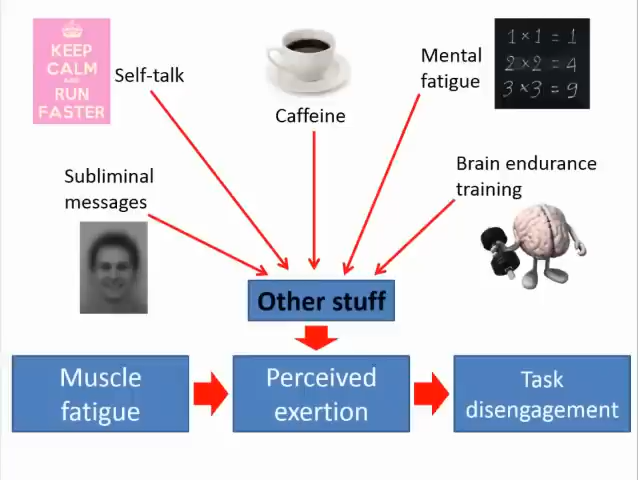 KEEP
CALM
AND
RUN
FASTER
Self-talk
Caffeine
Mental
fatigue
1 × 1 = 1
2 × 2 = 4
3 × 3 = 9
Subliminal
messages
Brain endurance
training
Other stuff
Muscle
fatigue
Perceived
exertion
Task
disengagement